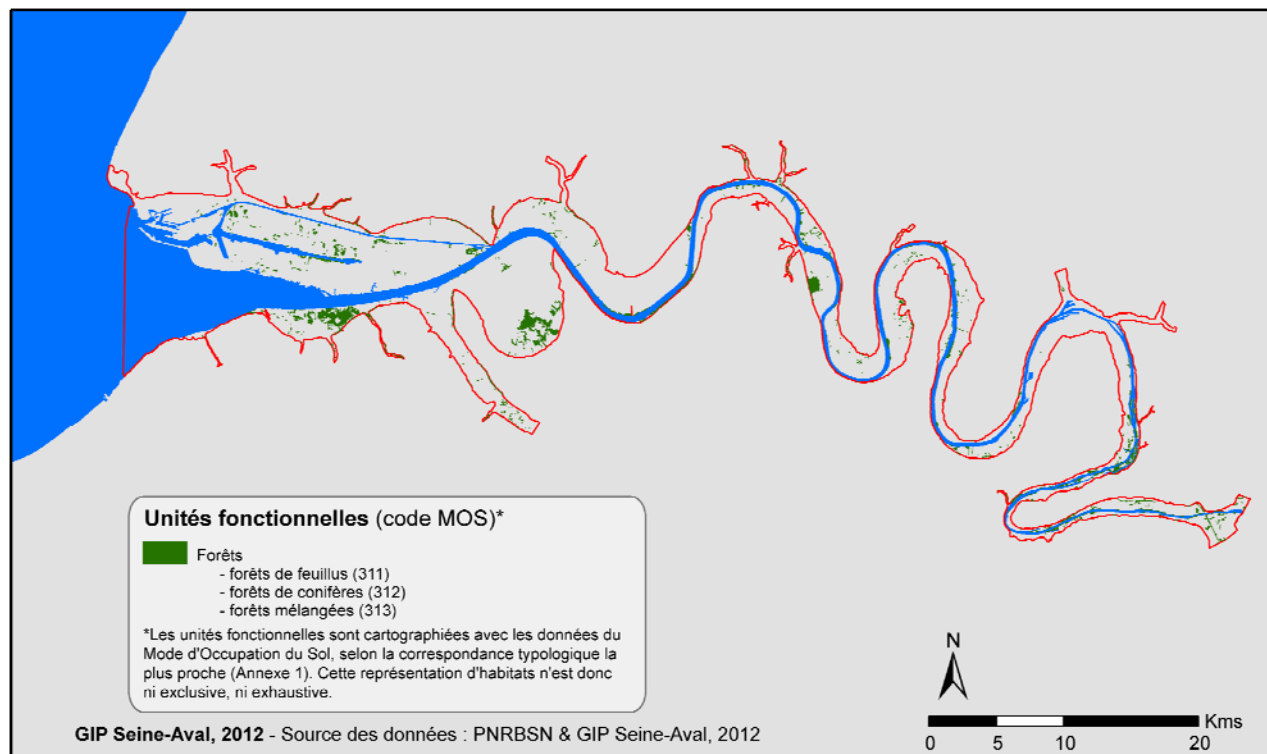 Unités fonctionnelles (code MOS)*
Forêts
- forêts de feuillus (311)
- forêts de conifères (312)
- forêts mélangées (313)
*Les unités fonctionnelles sont cartographiées avec les données du
Mode d'Occupation du Sol, selon la correspondance typologique la
plus proche (Annexe 1). Cette représentation d'habitats n'est donc
ni exclusive, ni exhaustive.
GIP Seine-Aval, 2012 - Source des données : PNRBSN & GIP Seine-Aval, 2012
N
Kms
0 5 10 20